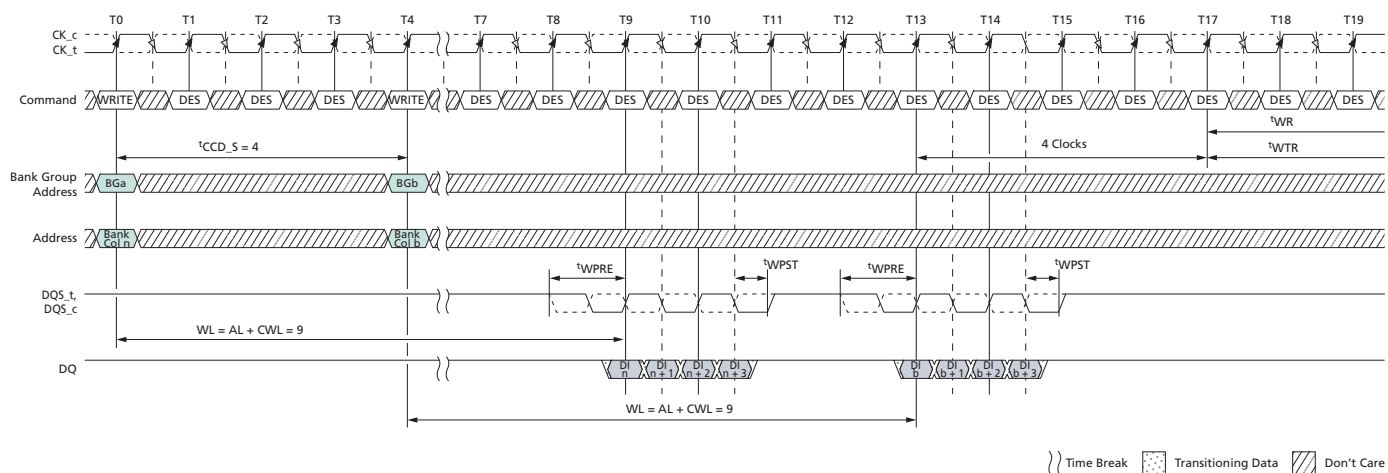 T0 T1 T2 T3 T4 T7 T8 T9 T10 T11 T12 T13 T14 T15 T16 T17 T18 T19
CK_c
CK_t
Command WRITE DES DES DES WRITE DES DES DES DES DES DES DES DES DES DES DES DES DES
tWR
tCCD_S = 4 4 Clocks tWTR
Bank Group
Address BGa BGb
Address Bank
Col n Bank
Col b
tWPRE tWPST tWPRE tWPST
DQS_t,
DQS_c
WL = AL + CWL = 9
DQ DI
n DI
n + 1 DI
n + 2 DI
n + 3 DI
b DI
b + 1 DI
b + 2 DI
b + 3
WL = AL + CWL = 9
Time Break Transitioning Data Don't Care